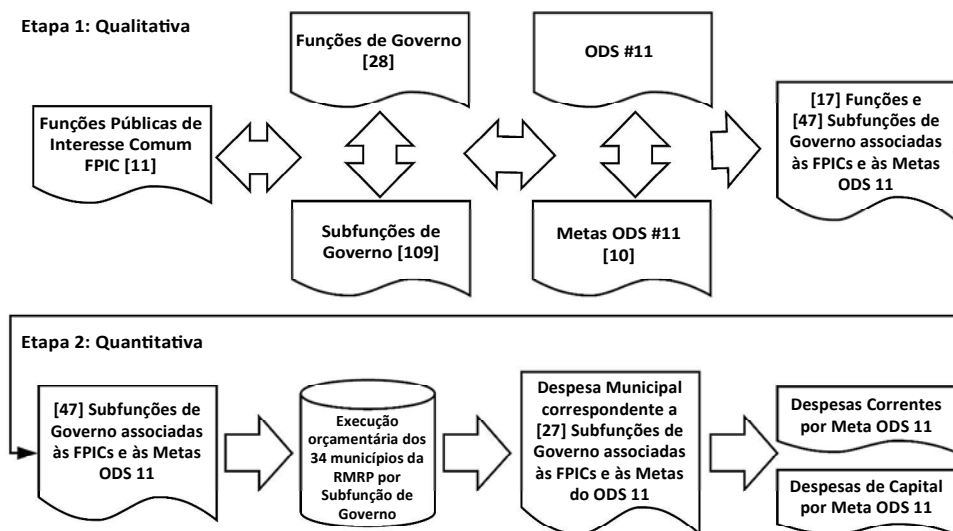 Etapa 1: Qualitativa
Funções Públicas de
Interesse Comum
FPIC [11]
Funções de Governo
[28]
Subfunções de
Governo [109]
ODS #11
Metas ODS #11
[10]
[17] Funções e
[47] Subfunções de
Governo associadas
às FPICs e às Metas
ODS 11
Etapa 2: Quantitativa
[47] Subfunções de
Governo associadas
às FPICs e às Metas
ODS 11
Execução
orçamentária dos
34 municípios da
RMRP por
Subfunção de
Governo
Despesa Municipal
correspondente a
[27] Subfunções de
Governo associadas
às FPICs e às Metas
do ODS 11
Despesas Correntes
por Meta ODS 11
Despesas de Capital
por Meta ODS 11